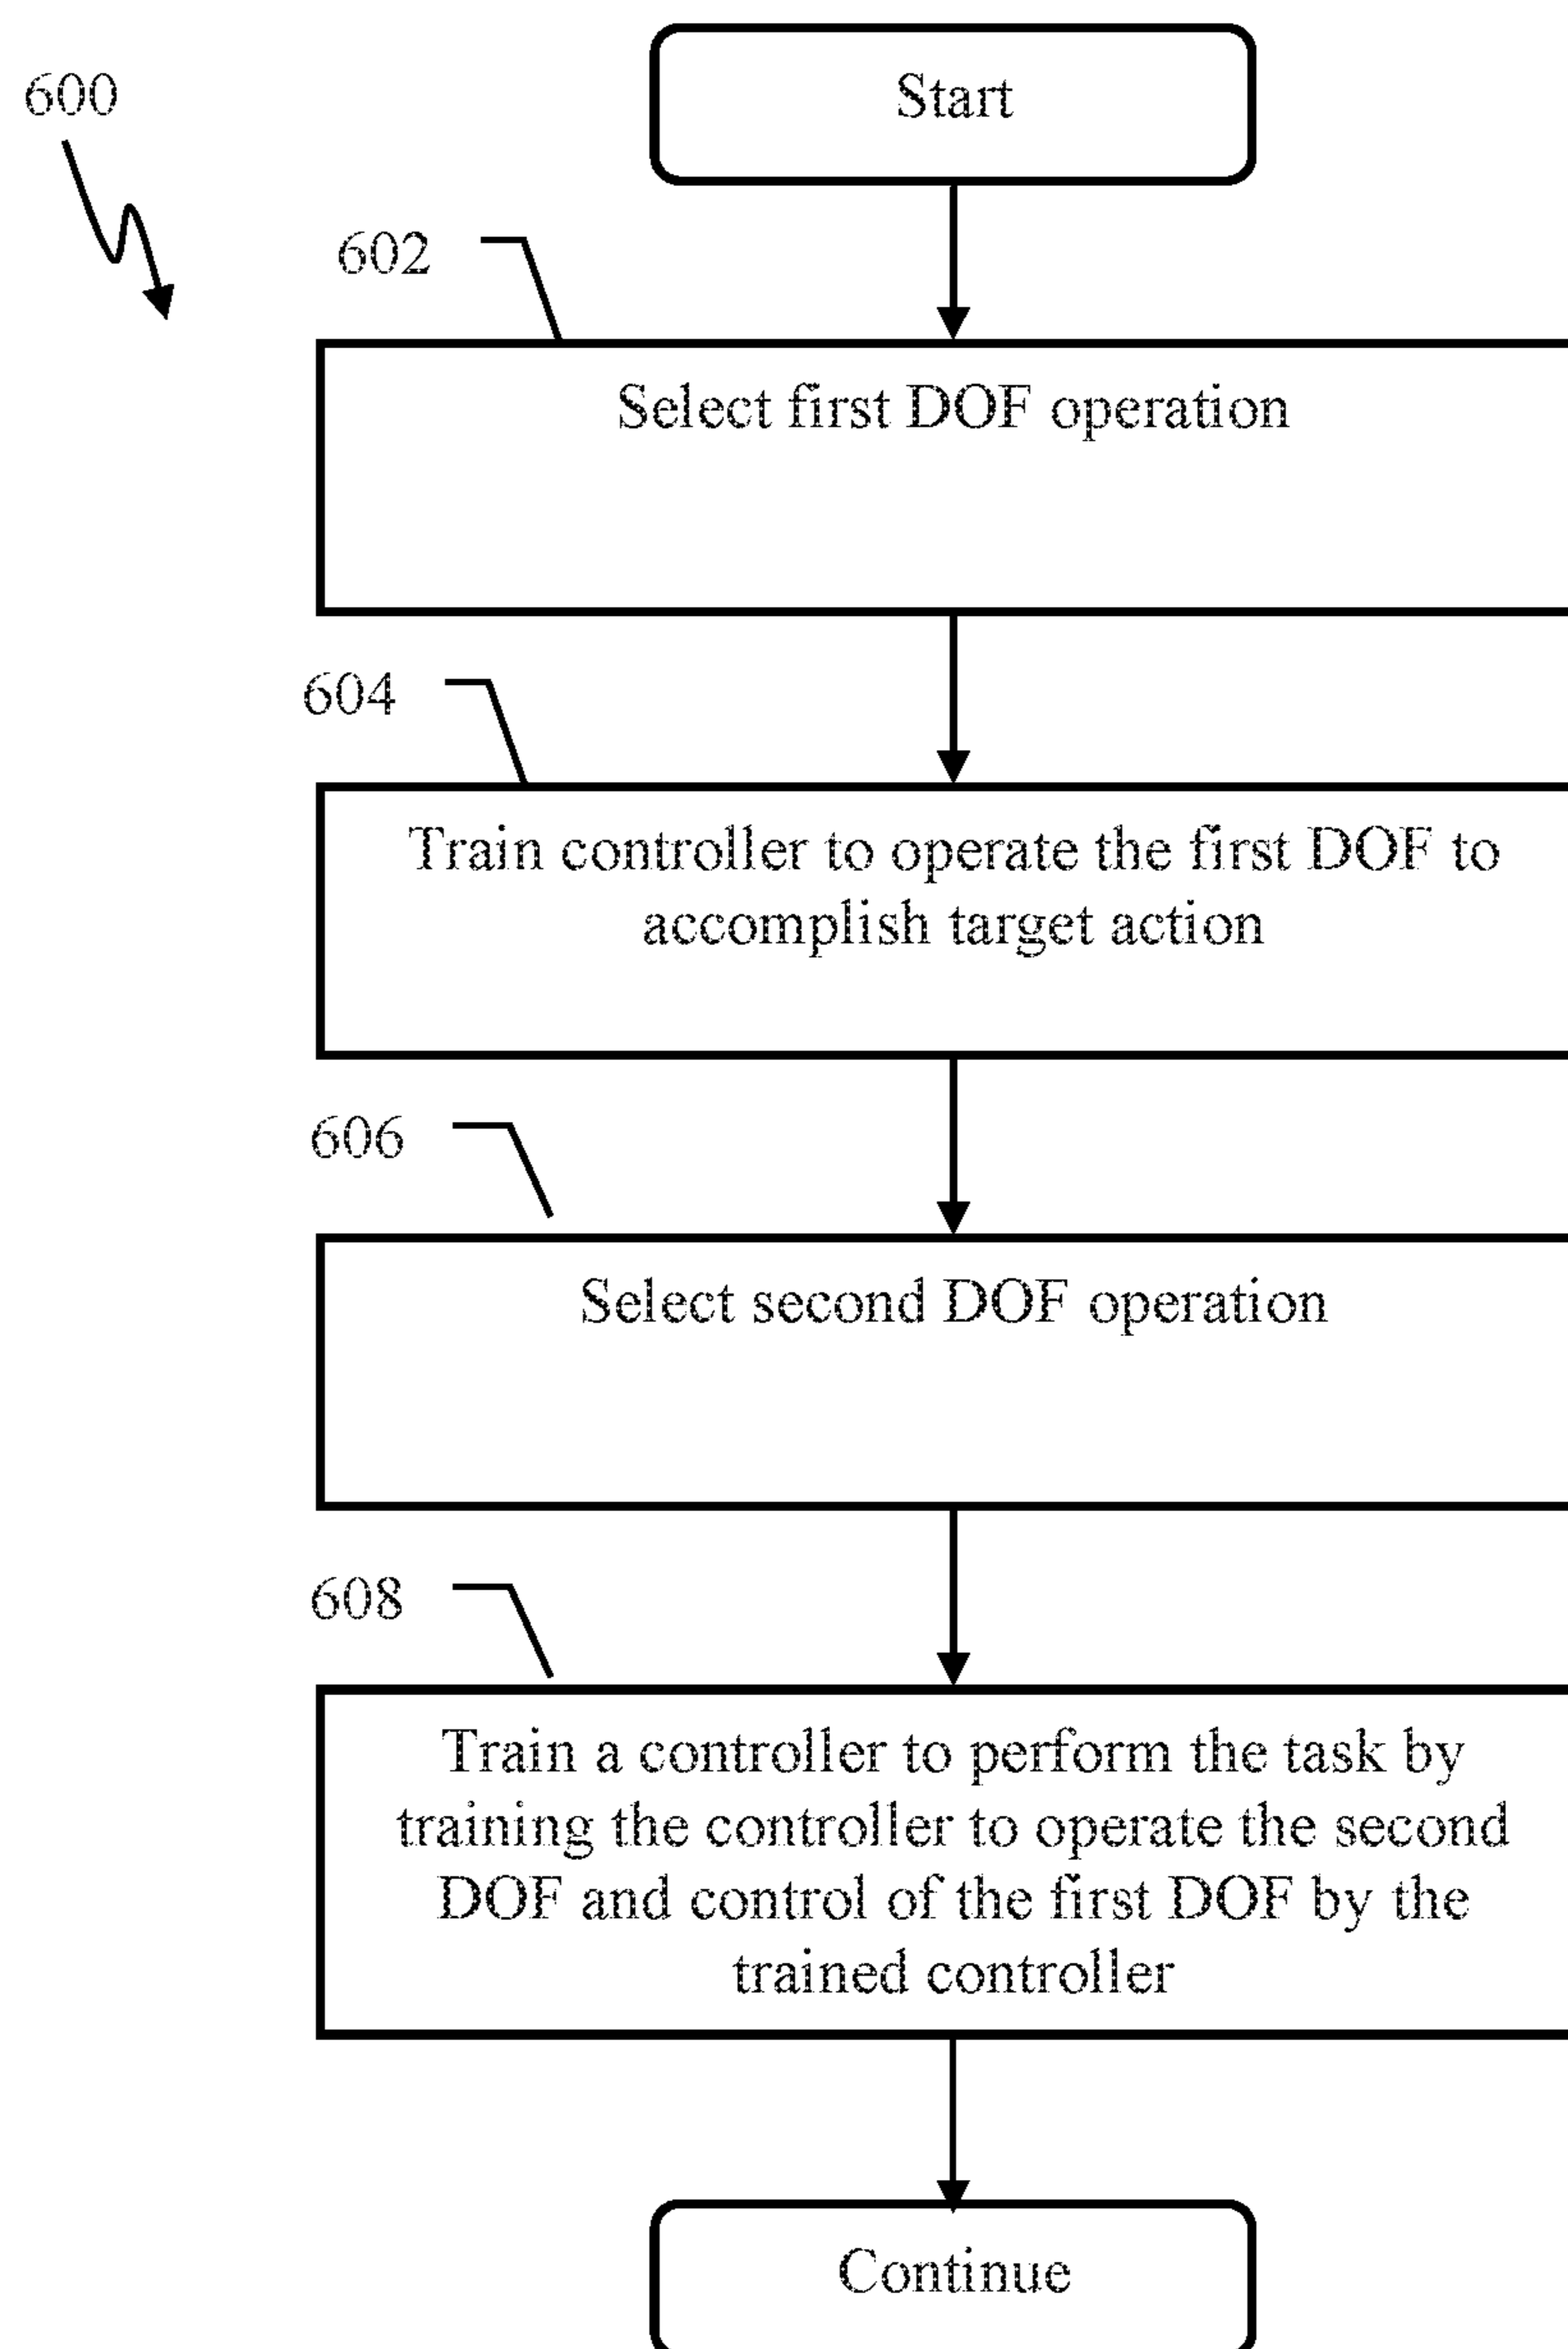 600
Start
602
Select first DOF operation
604
Train controller to operate the first DOF to
accomplish target action
606
Select second DOF operation
608
Train a controller to perform the task by
training the controller to operate the second
DOF and control of the first DOF by the
trained controller
Continue